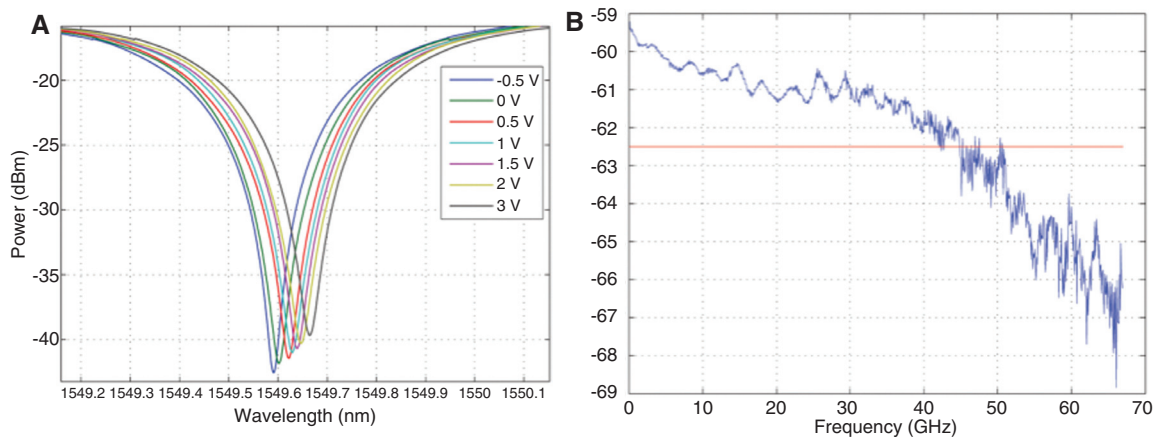 A
Power (dBm)
-20
-25
-30
-35
-40
-0.5 V
0 V
0.5 V
1 V
1.5 V
2 V
3 V
1549.2 1549.3 1549.4 1549.5 1549.6 1549.7 1549.8 1549.9 1550 1550.1
Wavelength (nm)
B
-59
-60
-61
-62
-63
-64
-65
-66
-67
-68
-69
0 10 20 30 40 50 60 70
Frequency (GHz)